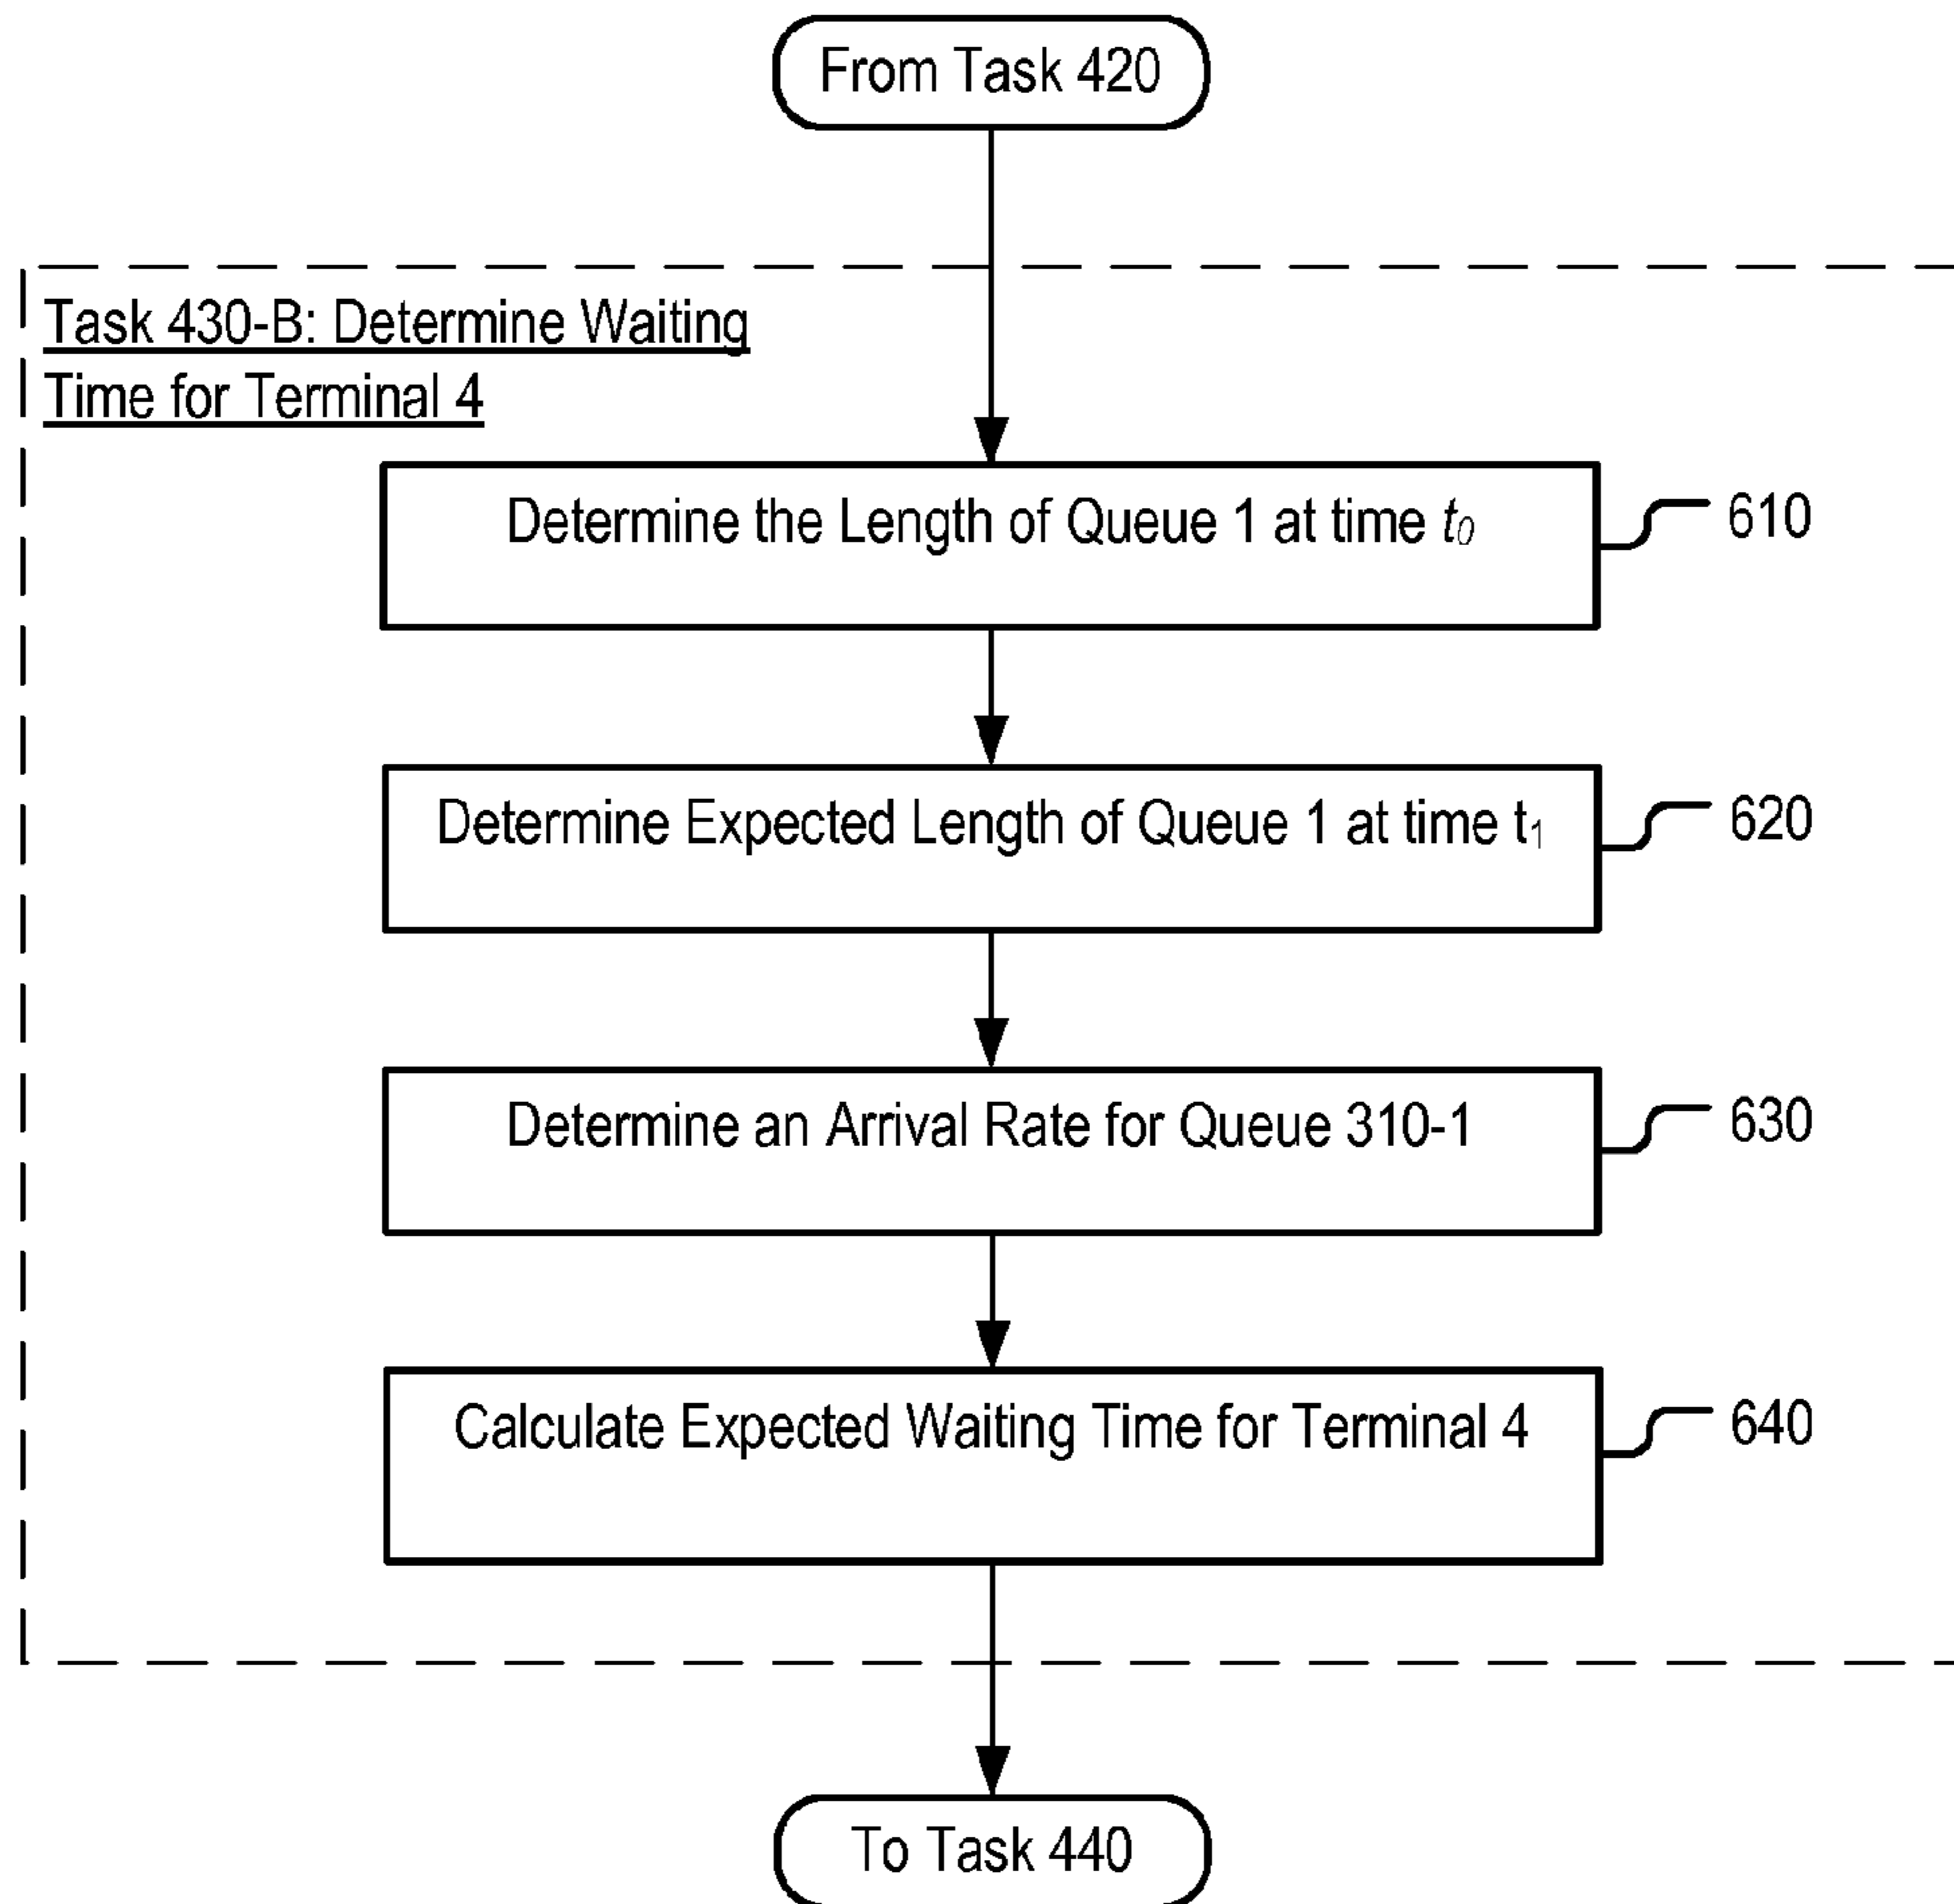 From Task 420
Task 430-B: Determine Waiting
Time for Terminal 4
Determine the Length of Queue 1 at time t₀
610
Determine Expected Length of Queue 1 at time t₁
620
Determine an Arrival Rate for Queue 310-1
630
Calculate Expected Waiting Time for Terminal 4
640
To Task 440